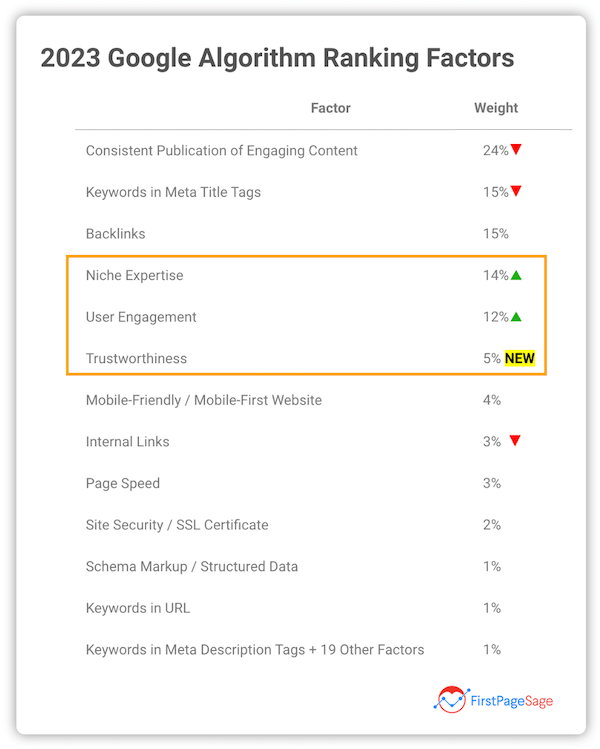 2023 Google Algorithm Ranking Factors
Factor Weight
Consistent Publication of Engaging Content 24%
Keywords in Meta Title Tags 15%
Backlinks 15%
Niche Expertise 14%
User Engagement 12%
Trustworthiness 5% NEW
Mobile-Friendly / Mobile-First Website 4%
Internal Links 3%
Page Speed 3%
Site Security / SSL Certificate 2%
Schema Markup / Structured Data 1%
Keywords in URL 1%
Keywords in Meta Description Tags + 19 Other Factors 1%
FirstPageSage